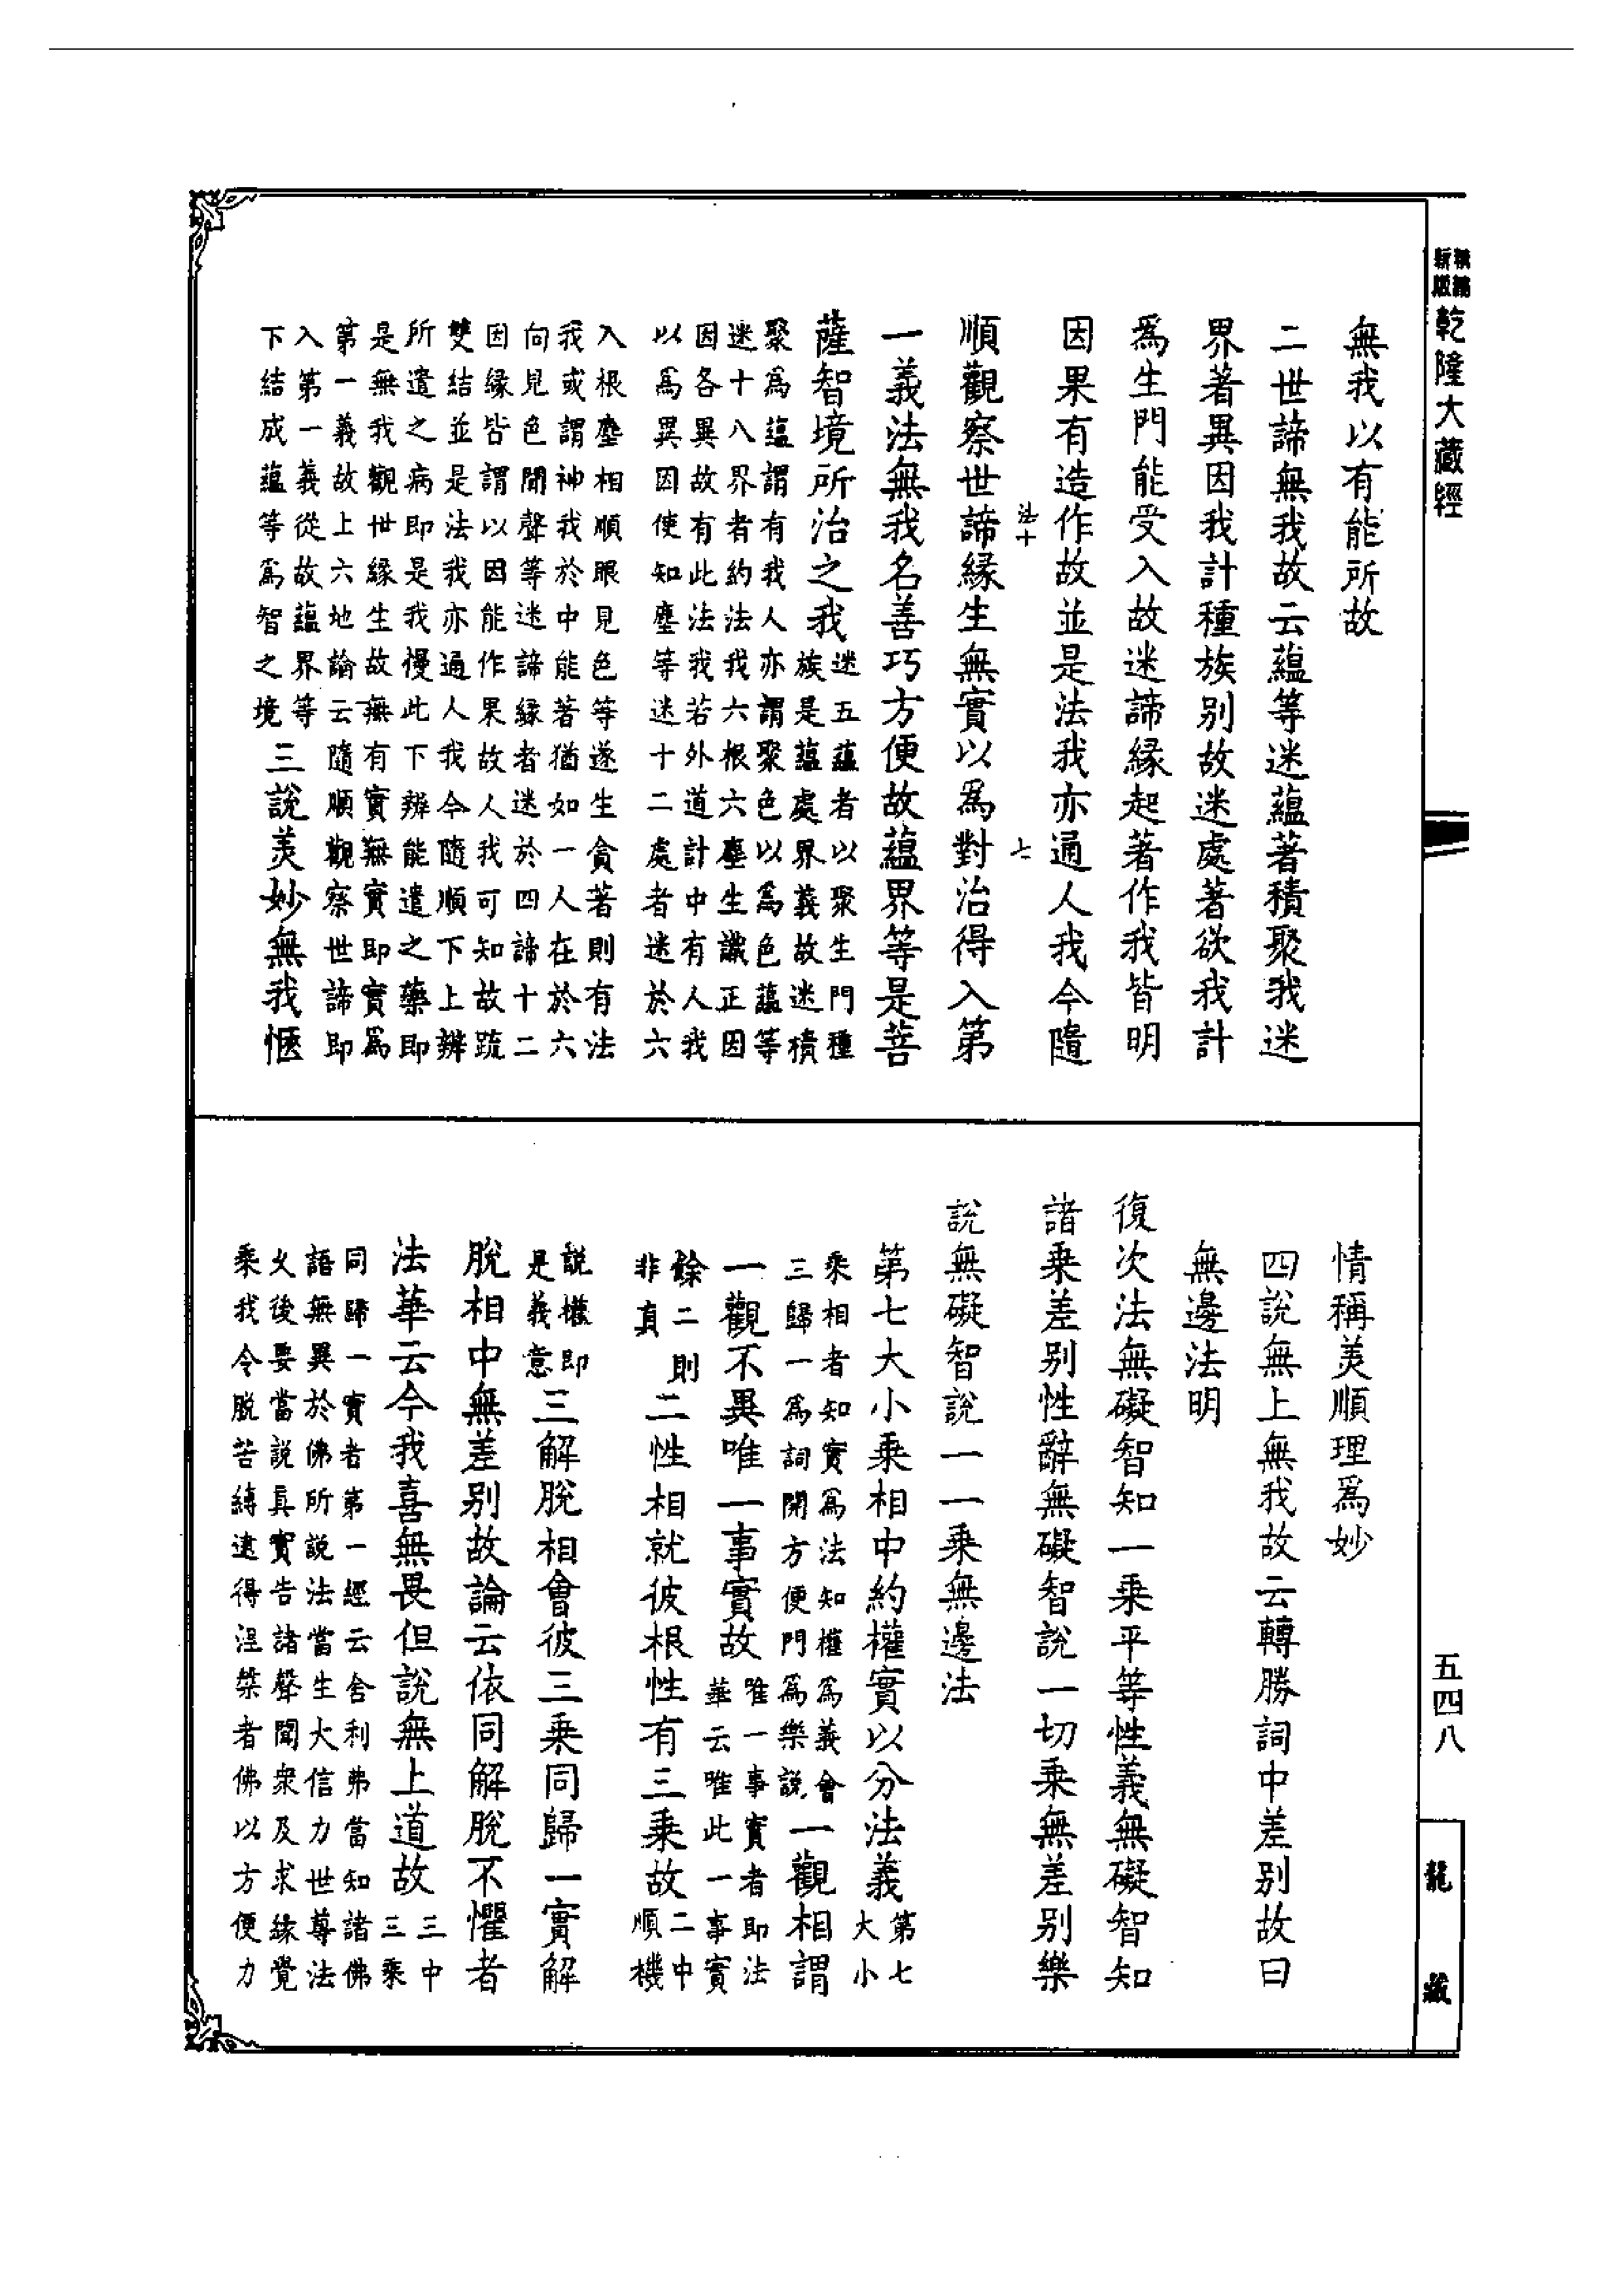 精編
新版
乾隆大藏經
無我以有能所故
二世諦無我故云蘊等迷蘊著積聚我迷
界著異因我計種族別故迷處著欲我計
爲生門能受入故迷諦緣起著作我皆明
因果有造作故並是法我亦通人我今隨
法十
七
順觀察世諦緣生無實以爲對治得入第
一義法無我名善巧方便故蘊界等是菩
薩智境所治之我
迷五蘊者以聚生門種
族是蘊處界義故迷積
聚爲蘊謂有我人亦謂聚色以爲色蘊等
迷十八界者約法我六根六塵生識正因
因各異故有此法我若外道計中有人我
以爲異因使知塵等迷十二處者迷於六
入根塵相順眼見色等遂生貪著則有法
我或謂神我於中能著猶如一人在於六
向見色聞聲等迷諦緣者迷於四諦十二
因緣皆謂以因能作果故人我可知故䟽
雙結並是法我亦通人我今隨順下上辨
所遣之病即是我慢此下辨能遣之藥即
是無我觀世緣生故無有實無實即實爲
第一義故上六地論云隨順觀察世諦即
入第一義從故蘊界等
下結成蘊等爲智之境
三說美妙無我愜
情稱美順理爲妙
四說無上無我故云轉勝詞中差别故曰
無邊法明
復次法無礙智知一乘平等性義無礙智知
諸乘差别性辭無礙智說一切乘無差别樂
說無礙智說一一乘無邊法
第七大小乘相中約權實以分法義
第七
大小
乘相者知實爲法知權爲義會
三歸一爲詞開方便門爲樂說
一觀相謂
一觀不異唯一事實故
唯一事實者即法
華云唯此一事實
餘二則
非真
二性相就彼根性有三乘故
二中
順機
說權即
是義意
三解脫相會彼三乘同歸一實解
脫相中無差别故論云依同解脫不懼者
法華云今我喜無畏但說無上道故
三中
三乘
同歸一實者第一經云舍利弗當知諸佛
語無異於佛所說法當生大信力世尊法
久後要當說真實告諸聲聞衆及求緣覺
乘我令脫苦縛逮得涅槃者佛以方便力
五四八
龍藏